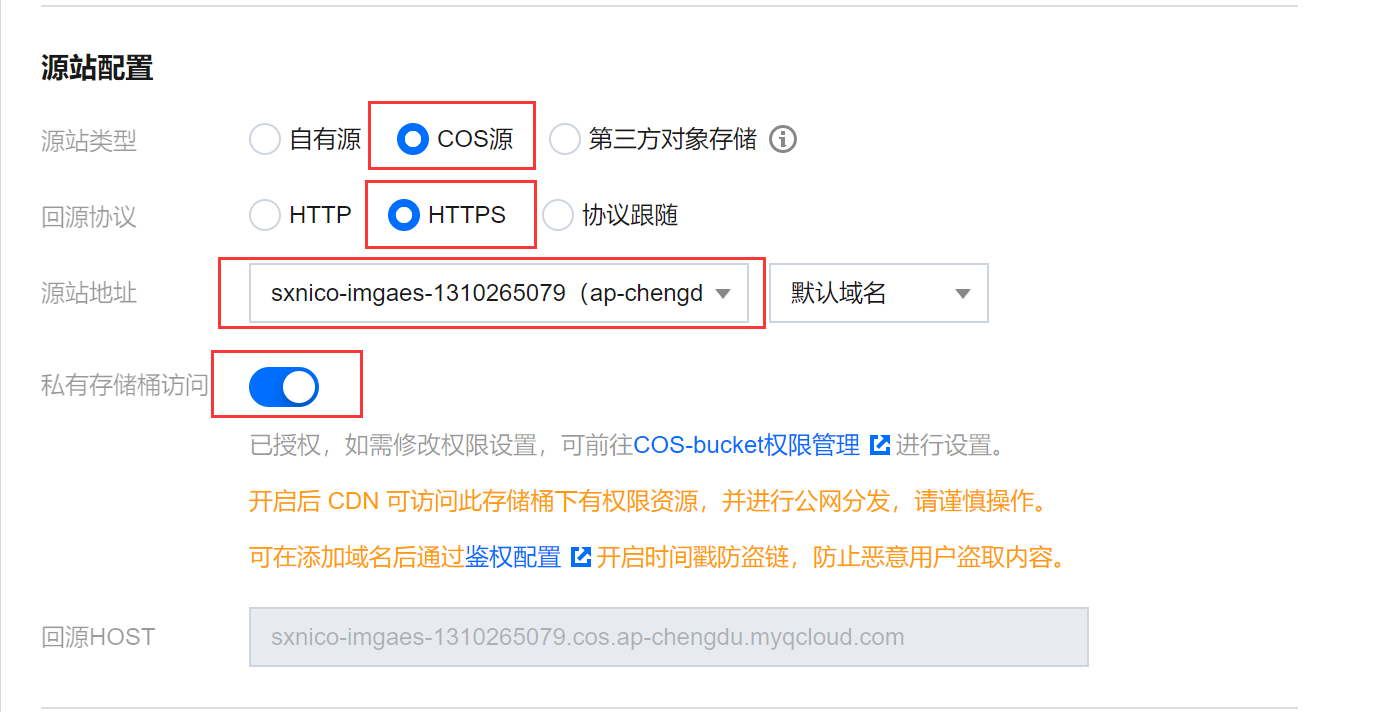 源站配置
源站类型 自有源 COS源 第三方对象存储
回源协议 HTTP HTTPS 协议跟随
源站地址 sxnico-imgaes-1310265079（ap-chengd 默认域名
私有存储桶访问
已授权，如需修改权限设置，可前往COS-bucket权限管理 进行设置。
开启后 CDN 可访问此存储桶下有权限资源，并进行公网分发，请谨慎操作。
可在添加域名后通过鉴权配置 开启时间戳防盗链，防止恶意用户盗取内容。
回源HOST sxnico-imgaes-1310265079.cos.ap-chengdu.myqcloud.com